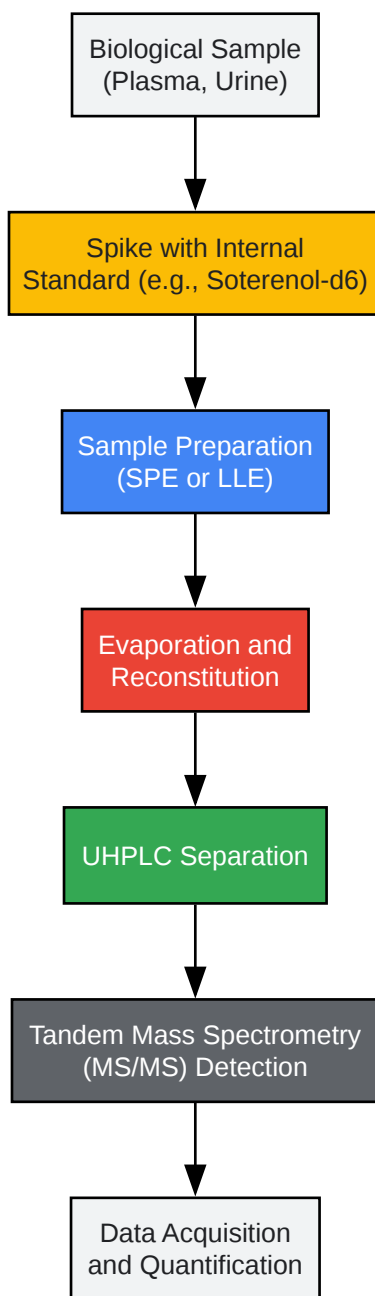 Biological Sample
(Plasma, Urine)
Spike with Internal
Standard (e.g., Soterenol-d6)
Sample Preparation
(SPE or LLE)
Evaporation and
Reconstitution
UHPLC Separation
Tandem Mass Spectrometry
(MS/MS) Detection
Data Acquisition
and Quantification